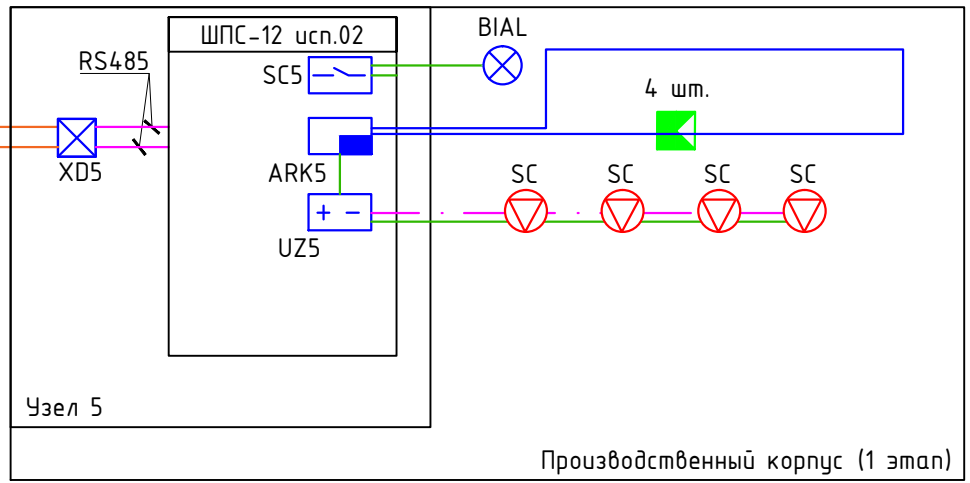 ШПС-12 исп.02
BIAL
RS485
SC5
4 шт.
XD5
ARK5
SC SC SC SC
+ -
UZ5
Узел 5
Производственный корпус (1 этап)